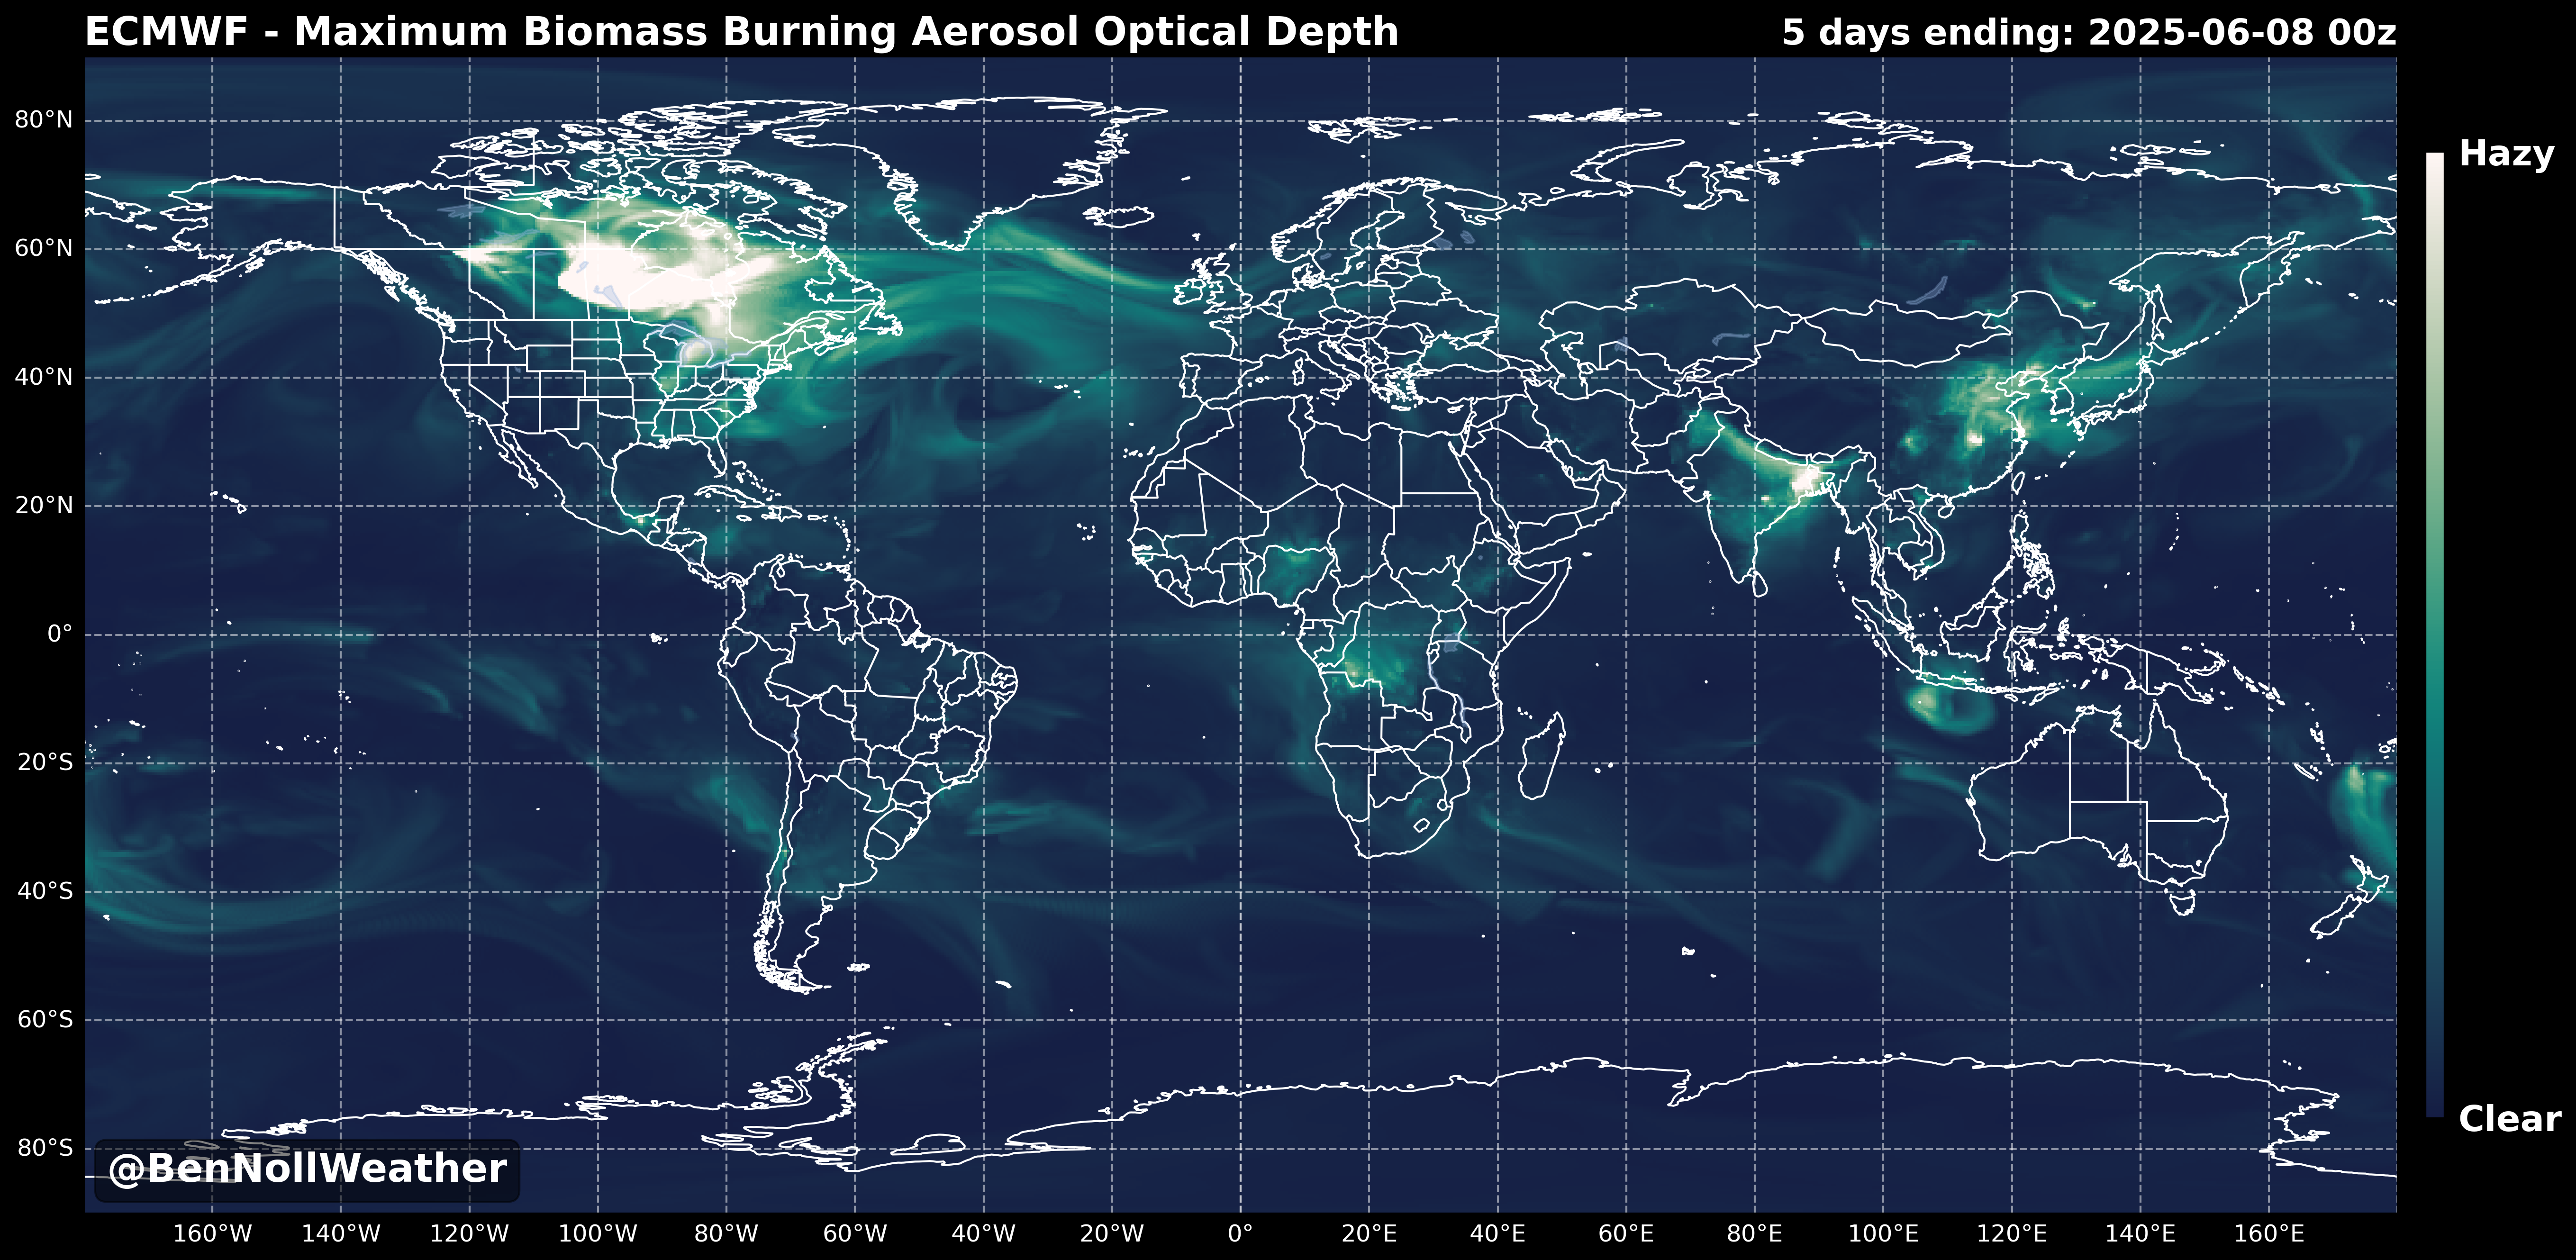 ECMWF - Maximum Biomass Burning Aerosol Optical Depth
5 days ending: 2025-06-08 00z
80°N
60°N
40°N
20°N
0°
20°S
40°S
60°S
80°S
Hazy
Clear
@BenNollWeather
160°W 140°W 120°W 100°W 80°W 60°W 40°W 20°W 0° 20°E 40°E 60°E 80°E 100°E 120°E 140°E 160°E